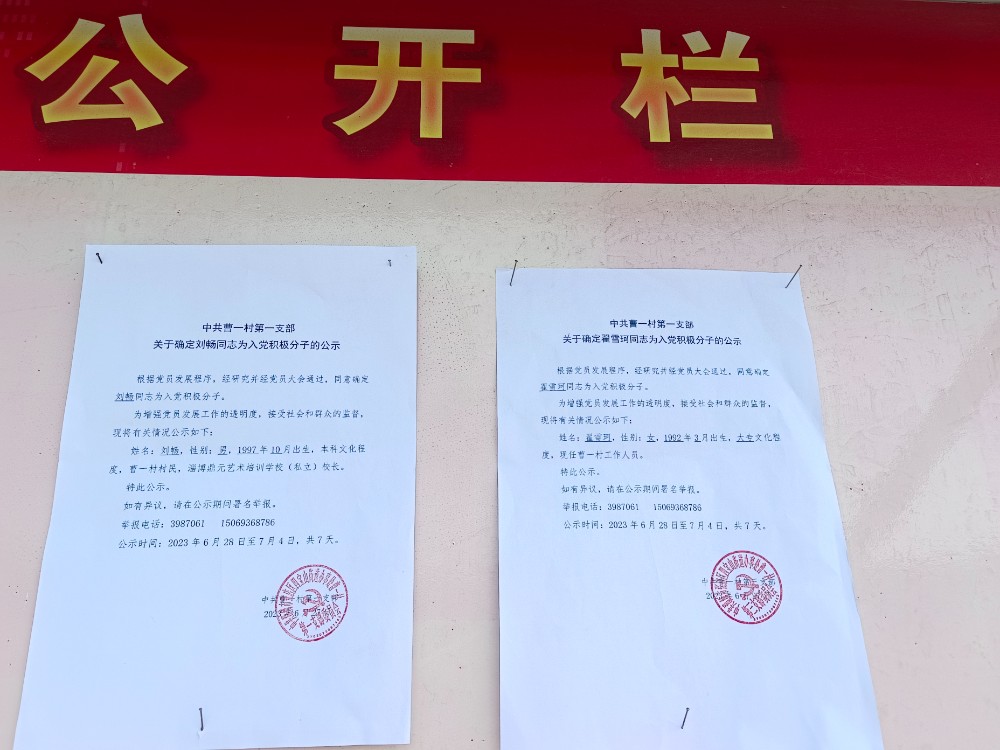 公开栏
中共曹一村第一支部
关于确定刘畅同志为入党积极分子的公示
根据党员发展程序，经研究并经党员大会通过，同意确定
刘畅同志为入党积极分子。
为增强党员发展工作的透明度，接受社会和群众的监督，
现将有关情况公示如下：
姓名：刘畅，性别：男，1997年10月出生，本科文化程
度，曹一村村民，淄博鼎元艺术培训学校（私立）校长。
特此公示。
如有异议，请在公示期间署名举报。
举报电话：3987061 15069368786
公示时间：2023年6月28日至7月4日，共7天。
中共曹一村第一支部
中共曹一村第一支部
关于确定翟雪珂同志为入党积极分子的公示
根据党员发展程序，经研究并经党员大会通过，同意确定
翟雪珂同志为入党积极分子。
为增强党员发展工作的透明度，接受社会和群众的监督，
现将有关情况公示如下：
姓名：翟雪珂，性别：女，1992年3月出生，大专文化程
度，现任曹一村工作人员。
特此公示。
如有异议，请在公示期间署名举报。
举报电话：3987061 15069368786
公示时间：2023年6月28日至7月4日，共7天。
中共曹一村第一支部